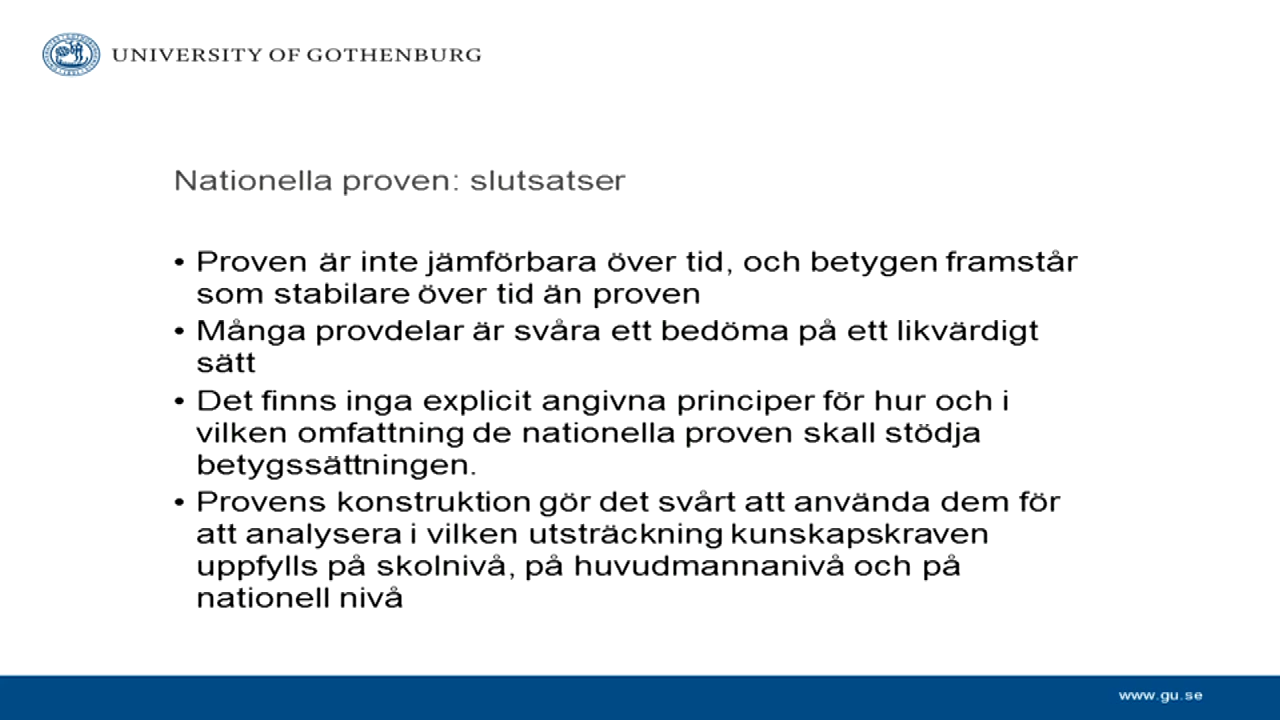 UNIVERSITY OF GOTHENBURG
Nationella proven: slutsatser
• Proven är inte jämförbara över tid, och betygen framstår
som stabilare över tid än proven
• Många provdelar är svåra ett bedöma på ett likvärdigt
sätt
• Det finns inga explicit angivna principer för hur och i
vilken omfattning de nationella proven skall stödja
betygssättningen.
• Provens konstruktion gör det svårt att använda dem för
att analysera i vilken utsträckning kunskapskraven
uppfylls på skolnivå, på huvudmannanivå och på
nationell nivå
www.gu.se